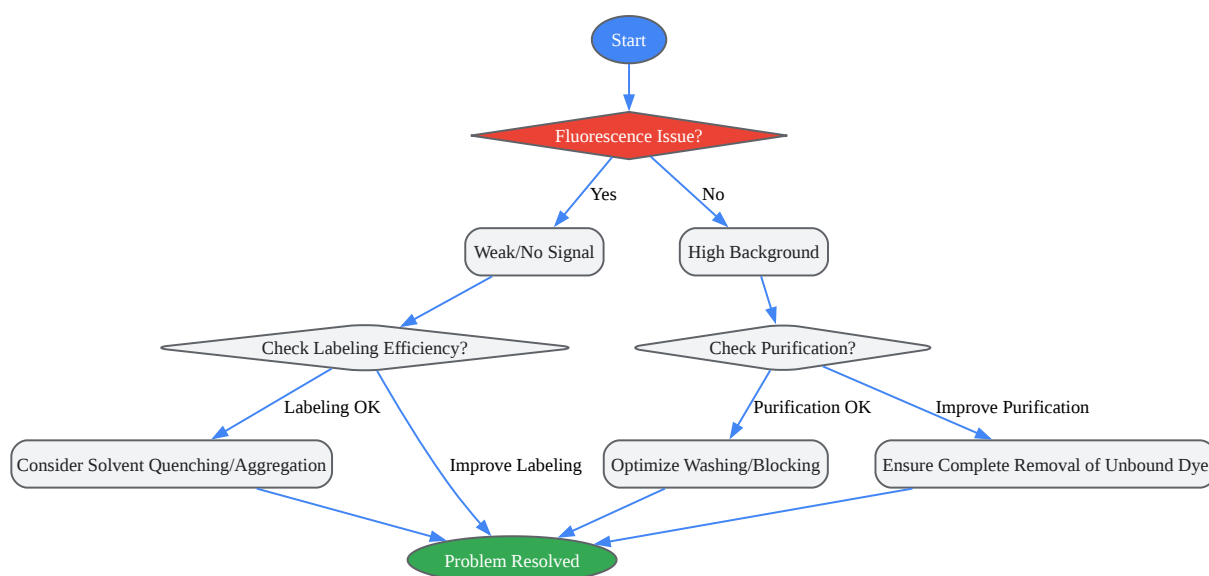 Start
Fluorescence Issue?
Yes
No
Weak/No Signal
High Background
Check Labeling Efficiency?
Check Purification?
Labeling OK
Purification OK
Improve Purification
Consider Solvent Quenching/Aggregation
Improve Labeling
Optimize Washing/Blocking
Ensure Complete Removal of Unbound Dye
Problem Resolved